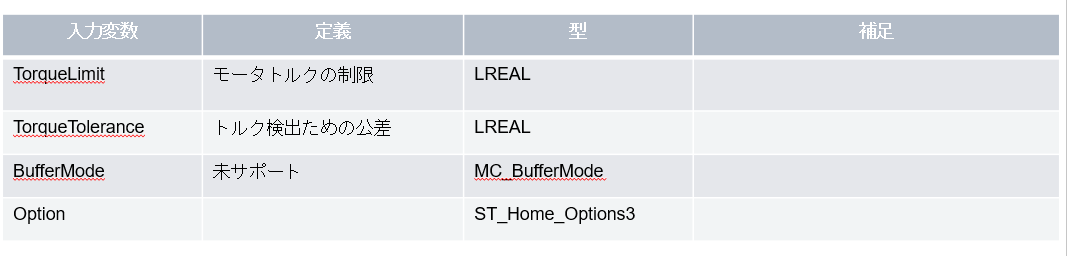 入力変数 定義 型 補足
TorqueLimit モータトルクの制限 LREAL
TorqueTolerance トルク検出ための公差 LREAL
BufferMode 未サポート MC_BufferMode
Option ST_Home_Options3